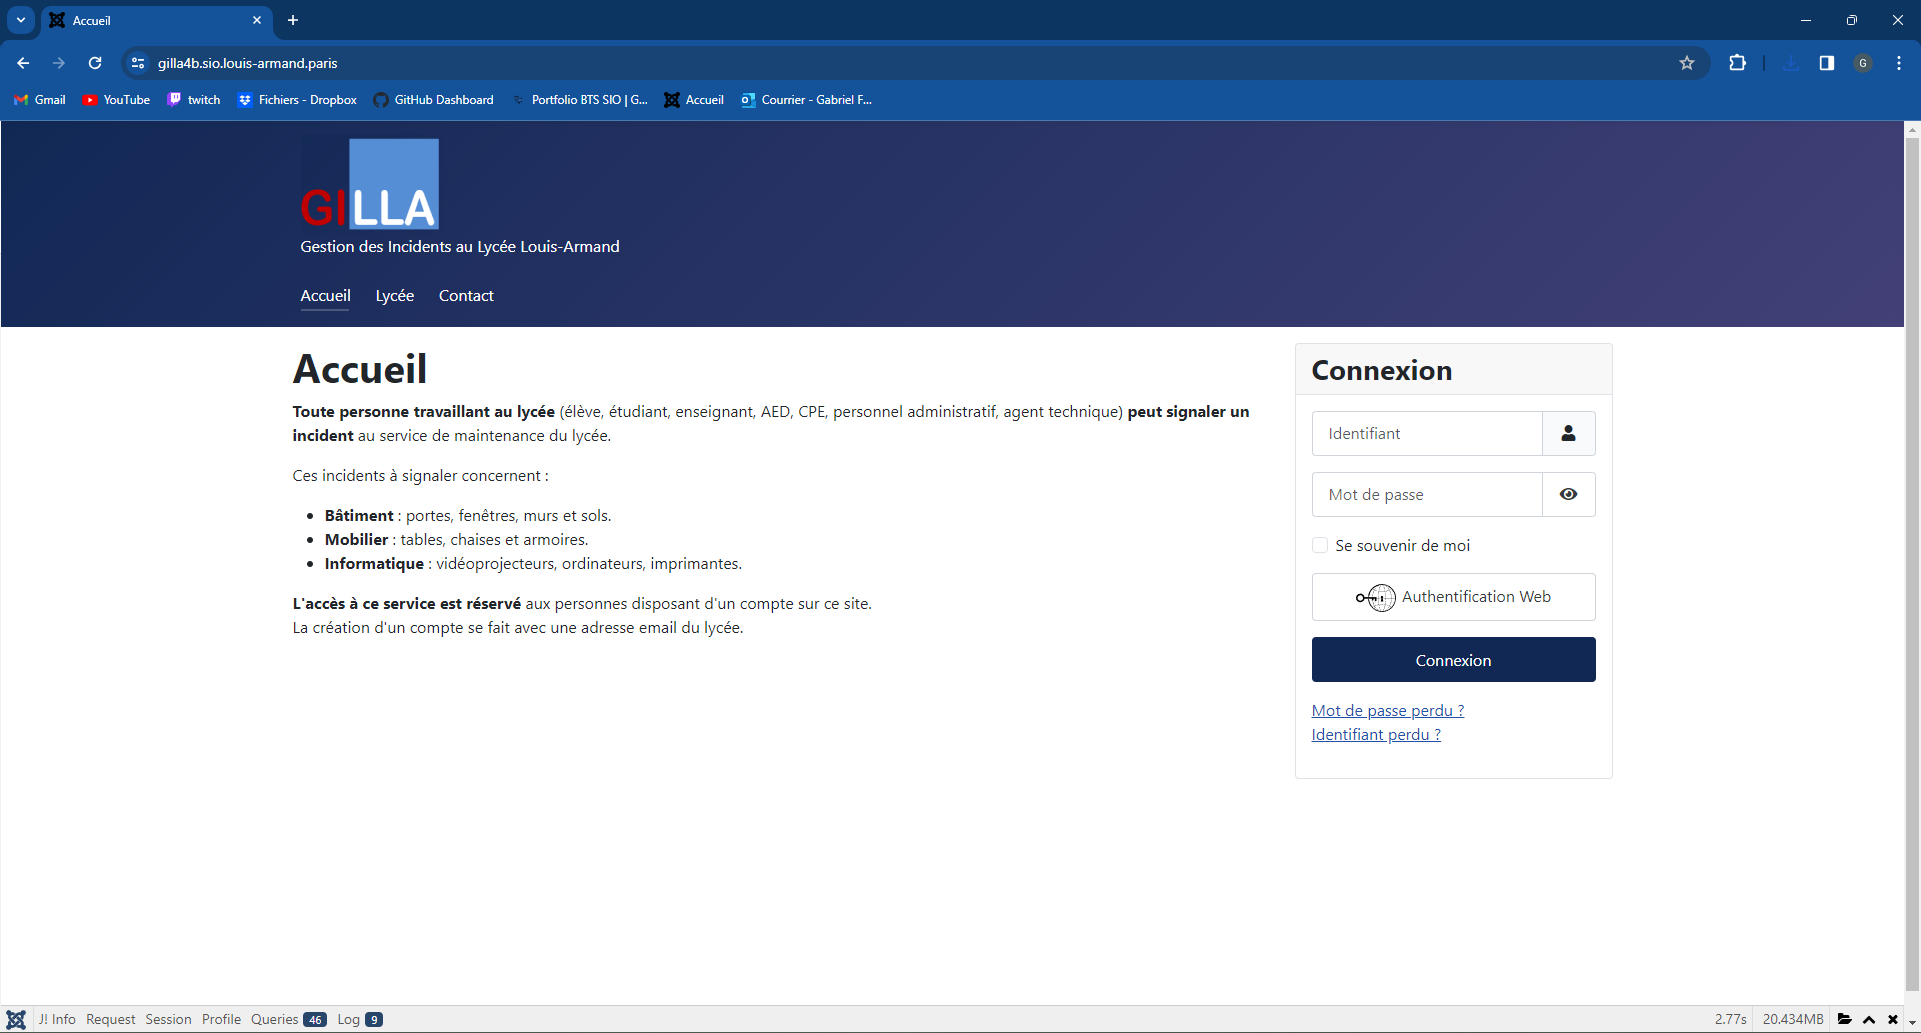 Accueil
gilla4b.sio.louis-armand.paris
G
Gmail YouTube twitch Fichiers - Dropbox GitHub Dashboard Portfolio BTS SIO | G... Accueil Courrier - Gabriel F...
GILLA
Gestion des Incidents au Lycée Louis-Armand
Accueil Lycée Contact
Accueil
Toute personne travaillant au lycée (élève, étudiant, enseignant, AED, CPE, personnel administratif, agent technique) peut signaler un
incident au service de maintenance du lycée.
Ces incidents à signaler concernent :
• Bâtiment : portes, fenêtres, murs et sols.
• Mobilier : tables, chaises et armoires.
• Informatique : vidéoprojecteurs, ordinateurs, imprimantes.
L'accès à ce service est réservé aux personnes disposant d'un compte sur ce site.
La création d'un compte se fait avec une adresse email du lycée.
Connexion
Identifiant
Mot de passe
Se souvenir de moi
Authentification Web
Connexion
Mot de passe perdu ?
Identifiant perdu ?
J! Info Request Session Profile Queries 46 Log 9 2.77s 20.434MB